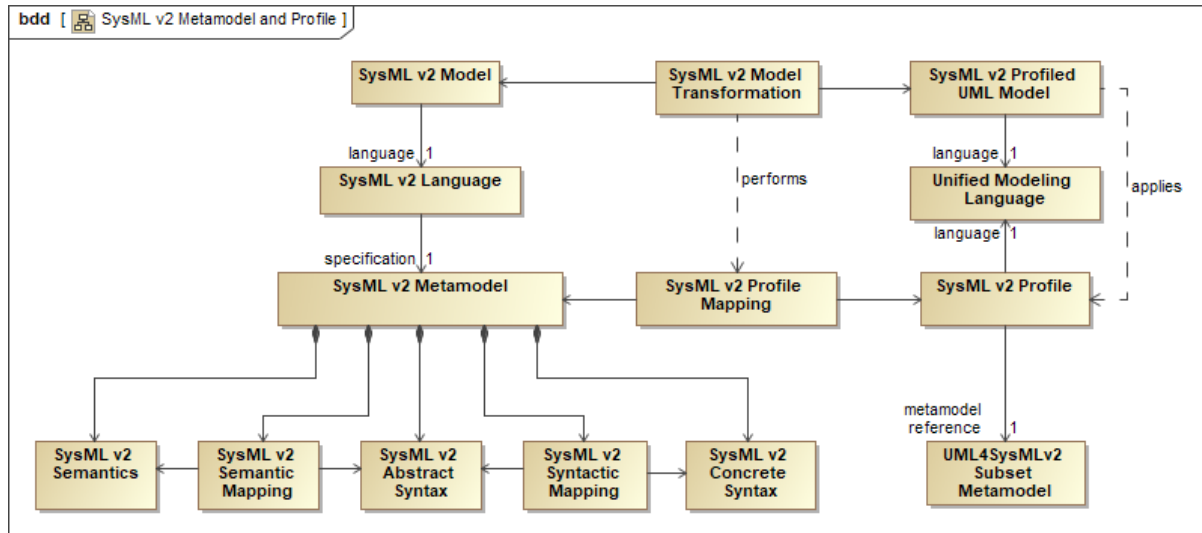 bdd [ SysML v2 Metamodel and Profile ]
SysML v2 Model
SysML v2 Model
Transformation
SysML v2 Profiled
UML Model
language 1
language 1
SysML v2 Language
performs
Unified Modeling
Language
applies
language 1
specification 1
SysML v2 Metamodel
SysML v2 Profile
Mapping
SysML v2 Profile
metamodel
reference 1
SysML v2
Semantics
SysML v2
Semantic
Mapping
SysML v2
Abstract
Syntax
SysML v2
Syntactic
Mapping
SysML v2
Concrete
Syntax
UML4SysMLv2
Subset
Metamodel